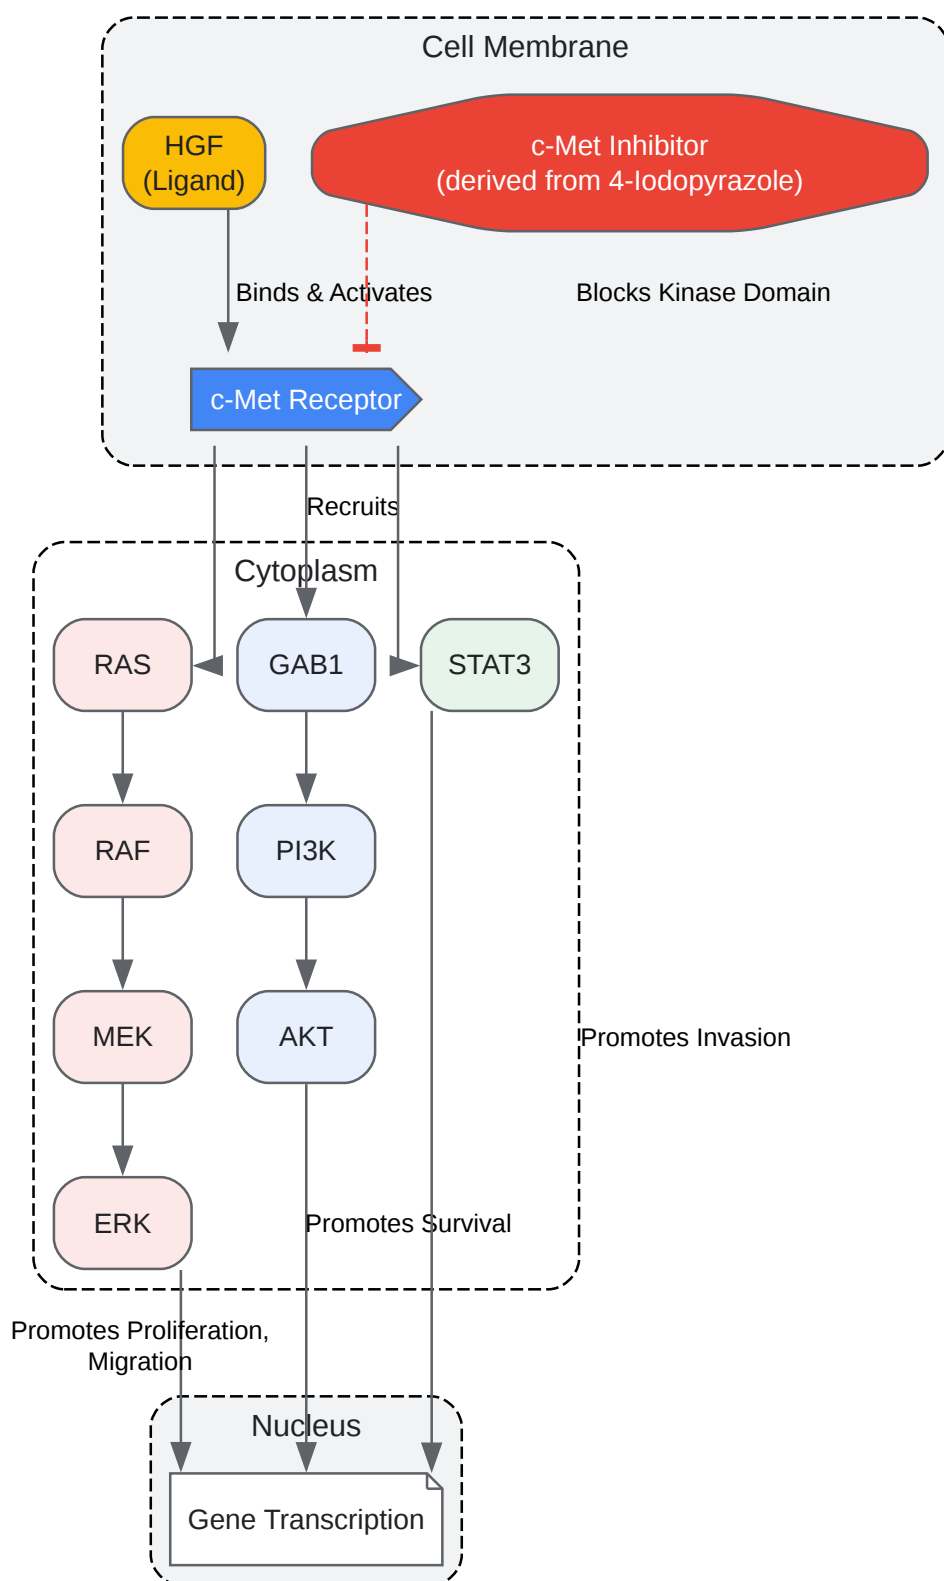 Cell Membrane
HGF
(Ligand)
c-Met Inhibitor
(derived from 4-Iodopyrazole)
Binds & Activates
Blocks Kinase Domain
c-Met Receptor
Recruits
Cytoplasm
RAS
GAB1
STAT3
RAF
PI3K
MEK
AKT
Promotes Invasion
ERK
Promotes Survival
Promotes Proliferation,
Migration
Nucleus
Gene Transcription